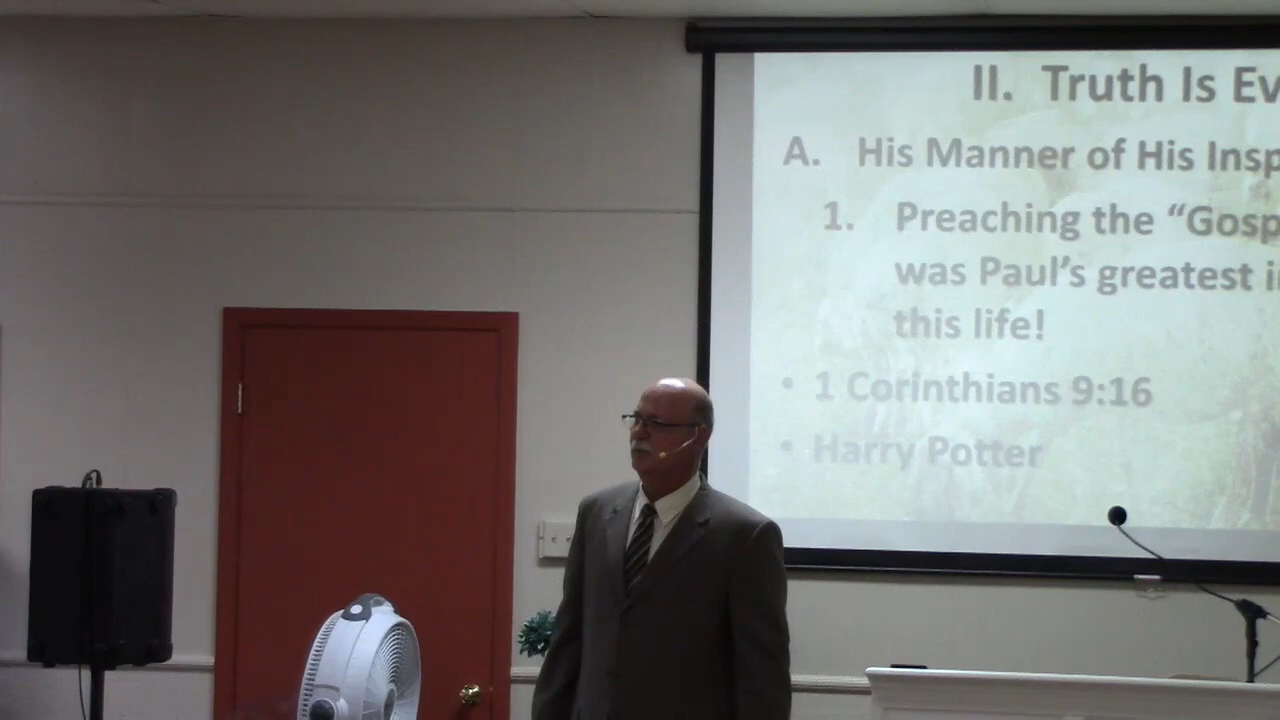 II. Truth Is Ev
A. His Manner of His Insp
1. Preaching the “Gosp
was Paul’s greatest i
this life!
• 1 Corinthians 9:16
• Harry Potter